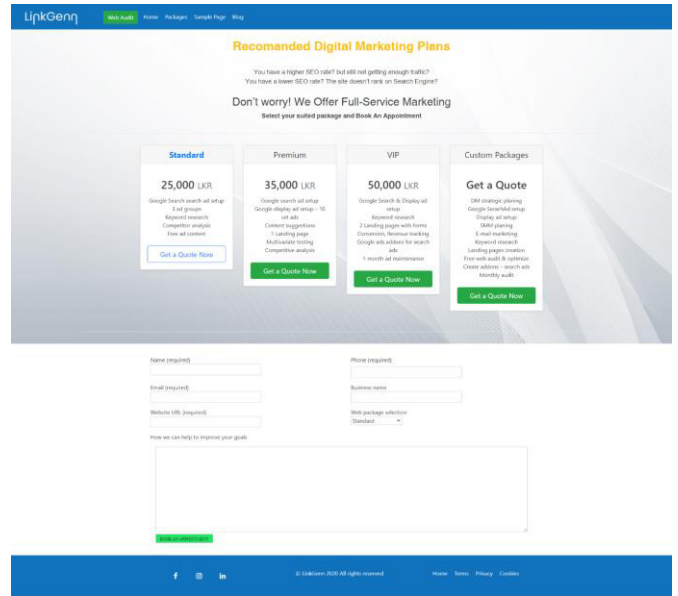 LinkGenn
Web Audit Home Packages Sample Page Blog
Recomanded Digital Marketing Plans
You have a higher SEO rate? but still not getting enough traffic?
You have a lower SEO rate? The site doesn't rank on Search Engine?
Don't worry! We Offer Full-Service Marketing
Select your suited package and Book An Appointment
Standard
25,000 LKR
Google Search search ad setup
3 ad groups
Keyword research
Competitor analysis
Free ad content
Get a Quote Now
Premium
35,000 LKR
Google search ad setup
Google display ad setup – 10
set ads
Content suggestions
1 Landing page
Multivariate testing
Competitive analysis
Get a Quote Now
VIP
50,000 LKR
Google Search & Display ad
setup
Keyword research
2 Landing pages with forms
Conversion, Revenue tracking
Google ads addons for search
ads
1-month ad maintenance
Get a Quote Now
Custom Packages
Get a Quote
DM strategic planing
Google SerachAd setup
Display ad setup
SMM planing
E-mail marketing
Keyword research
Landing pages creation
Free web audit & optimize
Create addons – search ads
Monthly audit
Get a Quote Now
Name (required)
Phone (required)
Email (required)
Business name
Website URL (required)
Web package selection
Standard
How we can help to improve your goals
BOOK AN APPOINTMENT
© LinkGenn 2020 All rights reserved
Home Terms Privacy Cookies